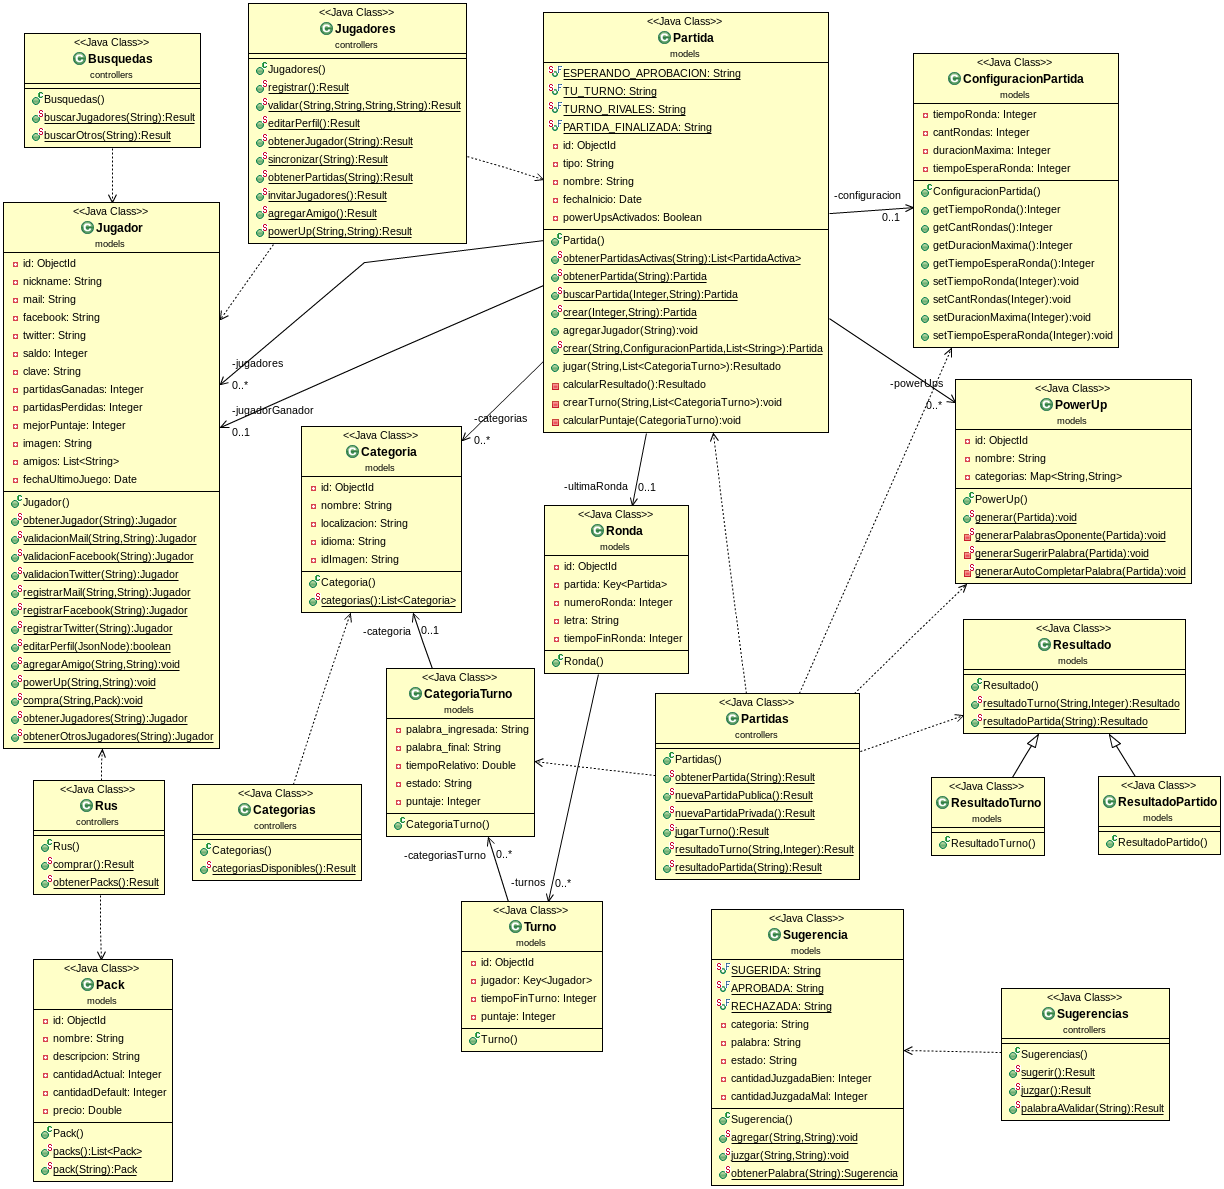 <<Java Class>>
Busquedas
controllers
Busquedas()
buscarJugadores(String):Result
buscarOtros(String):Result
<<Java Class>>
Jugadores
controllers
Jugadores()
registrar():Result
validar(String,String,String,String):Result
editarPerfil():Result
obtenerJugador(String):Result
sincronizar(String):Result
obtenerPartidas(String):Result
invitarJugadores():Result
agregarAmigo():Result
powerUp(String,String):Result
<<Java Class>>
Partida
models
ESPERANDO_APROBACION: String
TU_TURNO: String
TURNO_RIVALES: String
PARTIDA_FINALIZADA: String
id: ObjectId
tipo: String
nombre: String
fechaInicio: Date
powerUpsActivados: Boolean
Partida()
obtenerPartidasActivas(String):List<PartidaActiva>
obtenerPartida(String):Partida
buscarPartida(Integer,String):Partida
crear(Integer,String):Partida
agregarJugador(String):void
crear(String,ConfiguracionPartida,List<String>):Partida
jugar(String,List<CategoriaTurno>):Resultado
calcularResultado():Resultado
crearTurno(String,List<CategoriaTurno>):void
calcularPuntaje(CategoriaTurno):void
-configuracion
0..1
<<Java Class>>
ConfiguracionPartida
models
tiempoRonda: Integer
cantRondas: Integer
duracionMaxima: Integer
tiempoEsperaRonda: Integer
ConfiguracionPartida()
getTiempoRonda():Integer
getCantRondas():Integer
getDuracionMaxima():Integer
getTiempoEsperaRonda():Integer
setTiempoRonda(Integer):void
setCantRondas(Integer):void
setDuracionMaxima(Integer):void
setTiempoEsperaRonda(Integer):void
<<Java Class>>
Jugador
models
id: ObjectId
nickname: String
mail: String
facebook: String
twitter: String
saldo: Integer
clave: String
partidasGanadas: Integer
partidasPerdidas: Integer
mejorPuntaje: Integer
imagen: String
amigos: List<String>
fechaUltimoJuego: Date
Jugador()
obtenerJugador(String):Jugador
validacionMail(String,String):Jugador
validacionFacebook(String):Jugador
validacionTwitter(String):Jugador
registrarMail(String,String):Jugador
registrarFacebook(String):Jugador
registrarTwitter(String):Jugador
editarPerfil(JsonNode):boolean
agregarAmigo(String,String):void
powerUp(String,String):void
compra(String,Pack):void
obtenerJugadores(String):Jugador
obtenerOtrosJugadores(String):Jugador
-jugadores
0..*
-jugadorGanador
0..1
-categorias
0..*
-powerUps
0..*
-ultimaRonda
0..1
<<Java Class>>
Categoria
models
id: ObjectId
nombre: String
localizacion: String
idioma: String
idImagen: String
Categoria()
categorias():List<Categoria>
<<Java Class>>
PowerUp
models
id: ObjectId
nombre: String
categorias: Map<String,String>
PowerUp()
generar(Partida):void
generarPalabrasOponente(Partida):void
generarSugerirPalabra(Partida):void
generarAutoCompletarPalabra(Partida):void
<<Java Class>>
Ronda
models
id: ObjectId
partida: Key<Partida>
numeroRonda: Integer
letra: String
tiempoFinRonda: Integer
Ronda()
-categoria
0..1
<<Java Class>>
CategoriaTurno
models
palabra_ingresada: String
palabra_final: String
tiempoRelativo: Double
estado: String
puntaje: Integer
CategoriaTurno()
<<Java Class>>
Resultado
models
Resultado()
resultadoTurno(String,Integer):Resultado
resultadoPartida(String):Resultado
<<Java Class>>
Partidas
controllers
Partidas()
obtenerPartida(String):Result
nuevaPartidaPublica():Result
nuevaPartidaPrivada():Result
jugarTurno():Result
resultadoTurno(String,Integer):Result
resultadoPartida(String):Result
<<Java Class>>
ResultadoTurno
models
ResultadoTurno()
<<Java Class>>
ResultadoPartido
models
ResultadoPartido()
<<Java Class>>
Rus
controllers
Rus()
comprar():Result
obtenerPacks():Result
<<Java Class>>
Categorias
controllers
Categorias()
categoriasDisponibles():Result
-categoriasTurno
0..*
-turnos
0..*
<<Java Class>>
Turno
models
id: ObjectId
jugador: Key<Jugador>
tiempoFinTurno: Integer
puntaje: Integer
Turno()
<<Java Class>>
Pack
models
id: ObjectId
nombre: String
descripcion: String
cantidadActual: Integer
cantidadDefault: Integer
precio: Double
Pack()
packs():List<Pack>
pack(String):Pack
<<Java Class>>
Sugerencia
models
SUGERIDA: String
APROBADA: String
RECHAZADA: String
categoria: String
palabra: String
estado: String
cantidadJuzgadaBien: Integer
cantidadJuzgadaMal: Integer
Sugerencia()
agregar(String,String):void
juzgar(String,String):void
obtenerPalabra(String):Sugerencia
<<Java Class>>
Sugerencias
controllers
Sugerencias()
sugerir():Result
juzgar():Result
palabraAValidar(String):Result